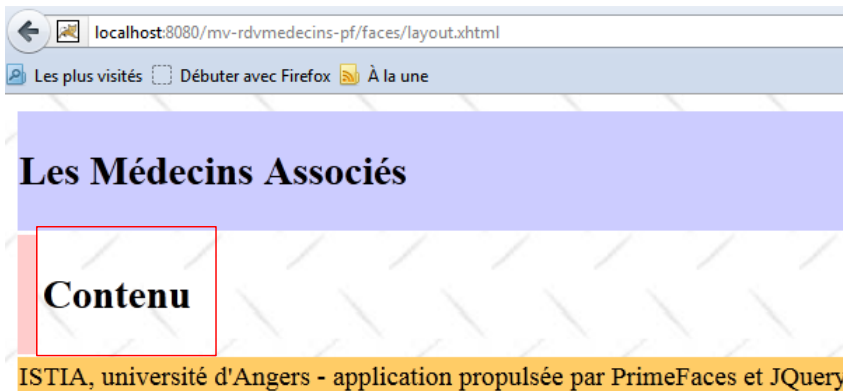 localhost:8080/mv-rdvmedecins-pf/faces/layout.xhtml
Les plus visités Débuter avec Firefox À la une
Les Médecins Associés
Contenu
ISTIA, université d'Angers - application propulsée par PrimeFaces et JQuery